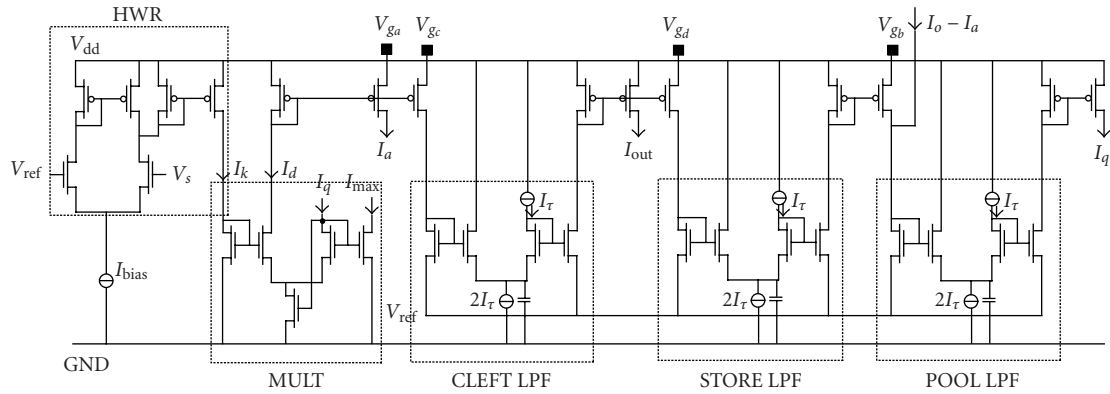 HWR
V_dd
V_ga
V_gc
V_gd
V_gb
I_o − I_a
V_ref
V_s
I_k
I_d
I_a
I_q
I_max
I_out
I_q
I_τ
I_τ
I_τ
I_bias
2I_τ
2I_τ
2I_τ
V_ref
GND
MULT
CLEFT LPF
STORE LPF
POOL LPF